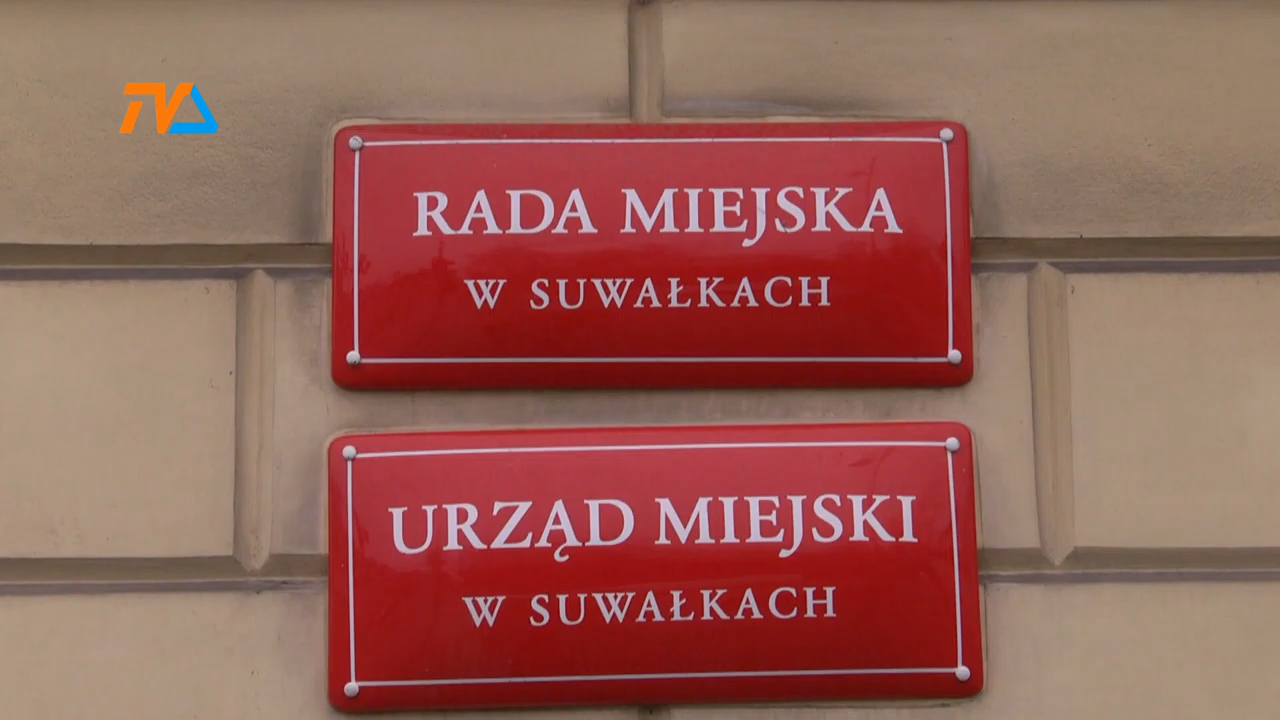 TVS
RADA MIEJSKA
W SUWAŁKACH
URZĄD MIEJSKI
W SUWAŁKACH